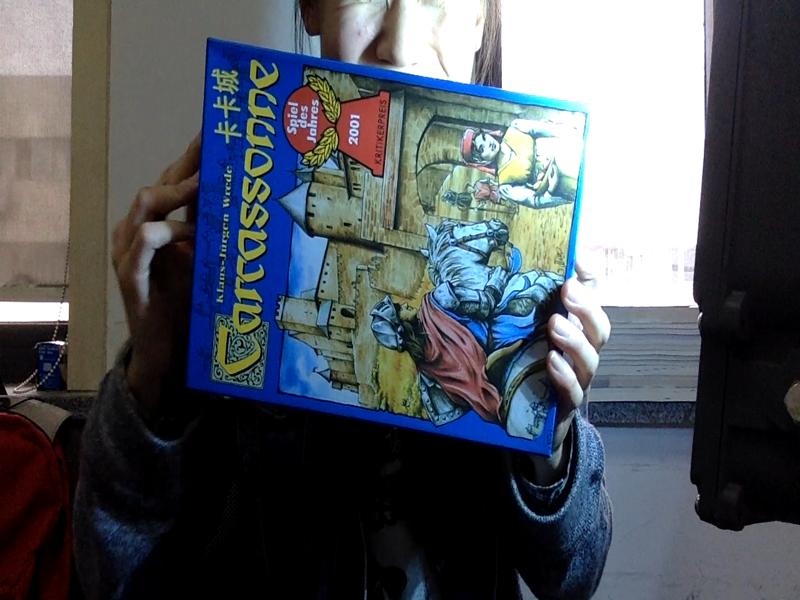 Klaus-Jürgen Wrede
卡卡城
Carcassonne
Spiel
des
Jahres
2001
KRITIKERPREIS